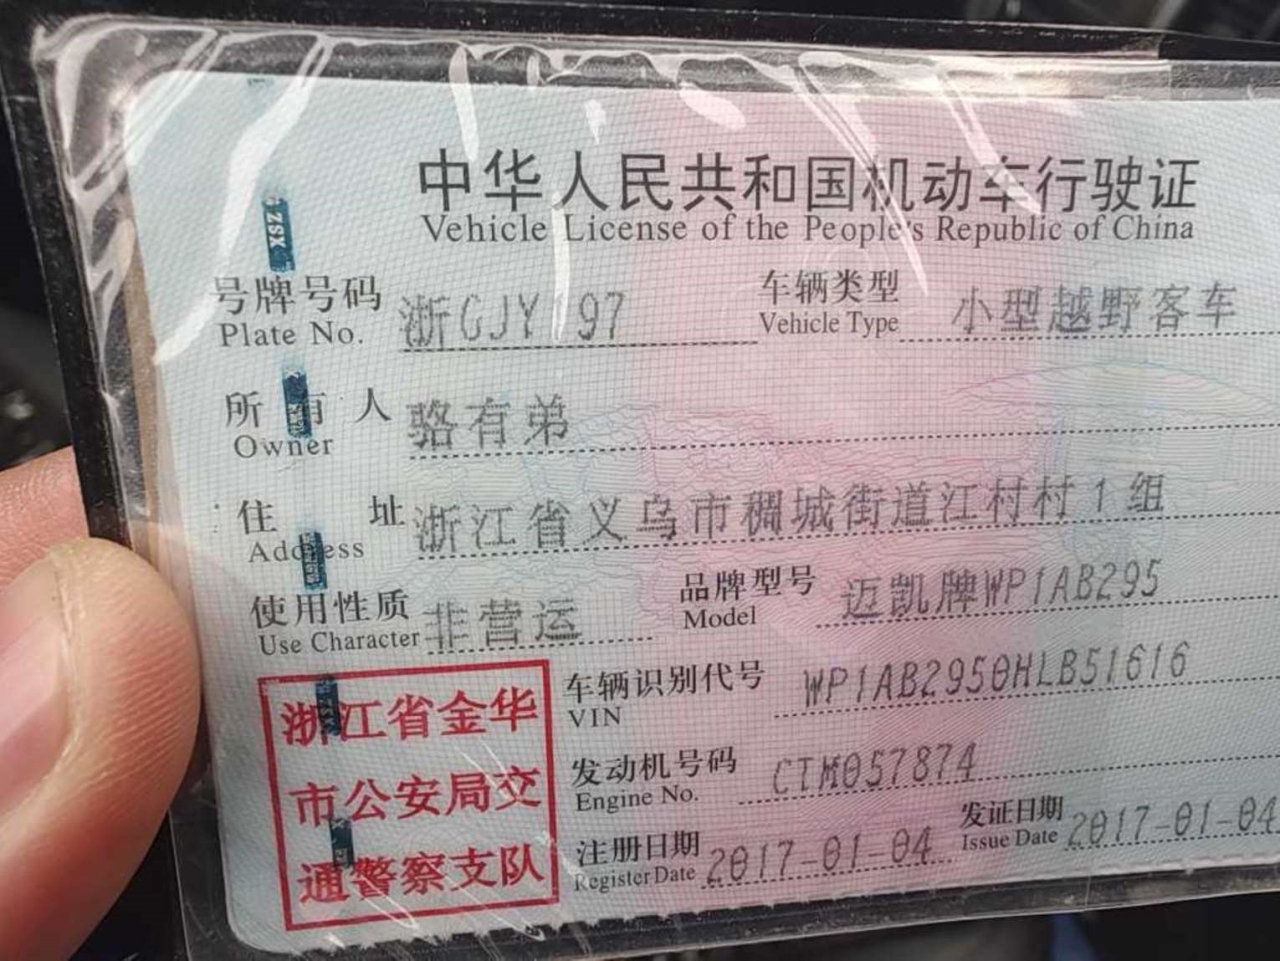 中华人民共和国机动车行驶证
Vehicle License of the People's Republic of China
号牌号码 车辆类型 小型越野客车
Plate No. Vehicle Type
所有人 骆有弟
Owner
住 址 浙江省义乌市稠城街道江村村1组
Address
使用性质 非营运 品牌型号 迈凯牌WP1AB295
Use Character Model
车辆识别代号 WP1AB2950HLB51616
VIN
发动机号码 CTM057874
Engine No.
注册日期 2017-01-04 发证日期 2017-01-04
Register Date Issue Date
浙江省金华
市公安局交
通警察支队
ZSX